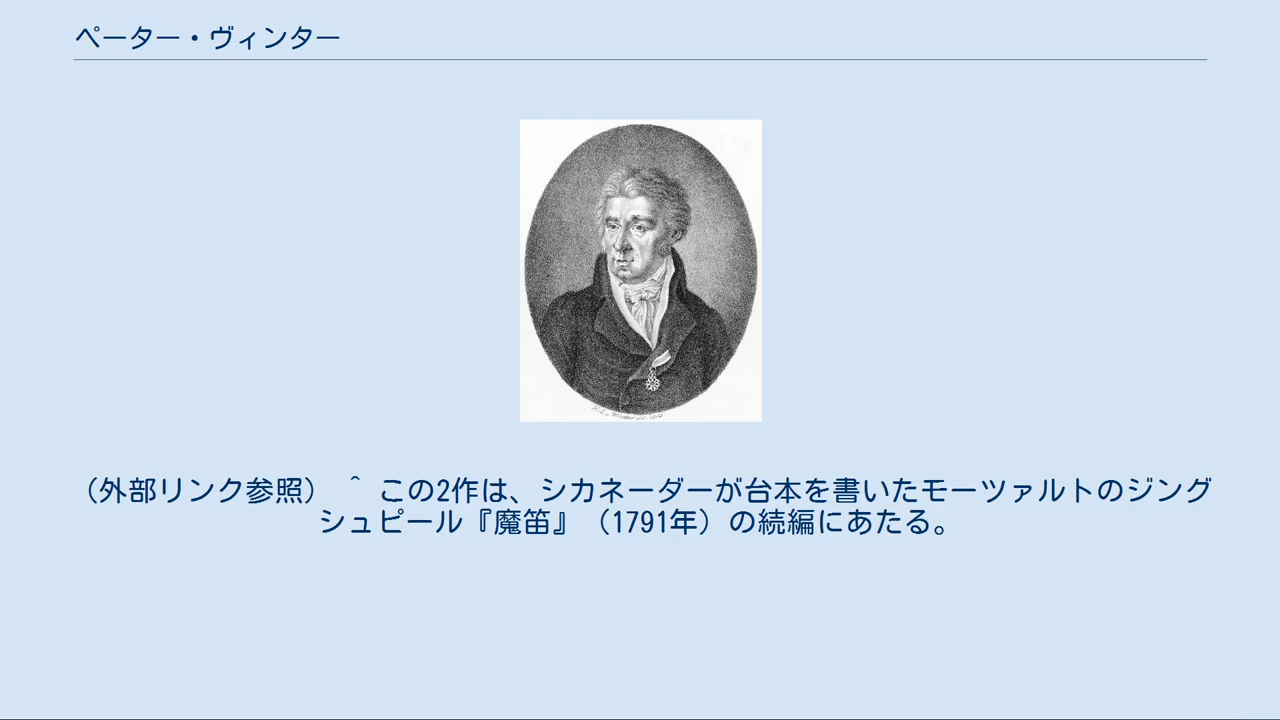 ペーター・ヴィンター
（外部リンク参照） ^ この2作は、シカネーダーが台本を書いたモーツァルトのジング
シュピール『魔笛』（1791年）の続編にあたる。